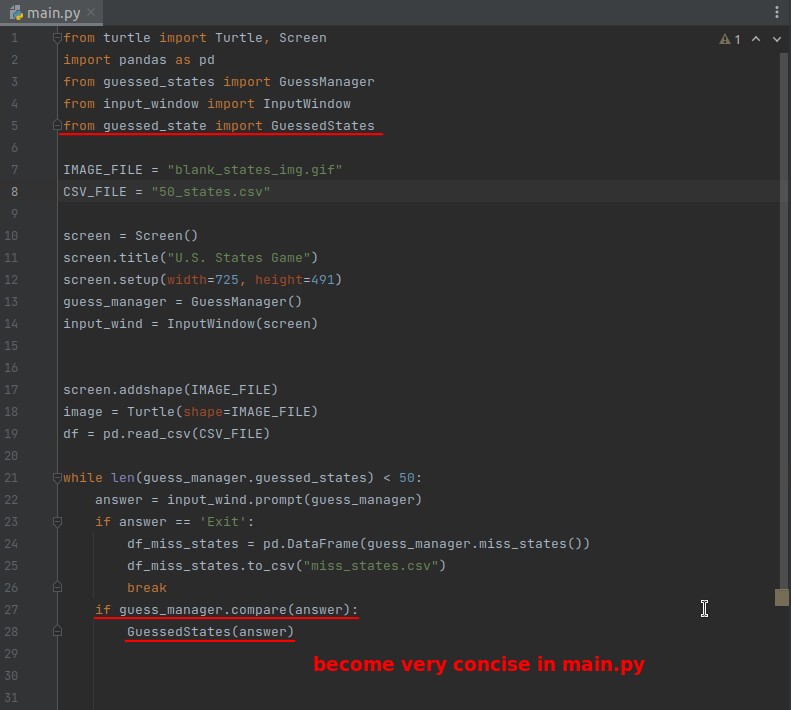 main.py
1 from turtle import Turtle, Screen 1
2 import pandas as pd
3 from guessed_states import GuessManager
4 from input_window import InputWindow
5 from guessed_state import GuessedStates
6
7 IMAGE_FILE = "blank_states_img.gif"
8 CSV_FILE = "50_states.csv"
9
10 screen = Screen()
11 screen.title("U.S. States Game")
12 screen.setup(width=725, height=491)
13 guess_manager = GuessManager()
14 input_wind = InputWindow(screen)
15
16
17 screen.addshape(IMAGE_FILE)
18 image = Turtle(shape=IMAGE_FILE)
19 df = pd.read_csv(CSV_FILE)
20
21 while len(guess_manager.guessed_states) < 50:
22 answer = input_wind.prompt(guess_manager)
23 if answer == 'Exit':
24 df_miss_states = pd.DataFrame(guess_manager.miss_states())
25 df_miss_states.to_csv("miss_states.csv")
26 break
27 if guess_manager.compare(answer):
28 GuessedStates(answer)
29
become very concise in main.py
30
31